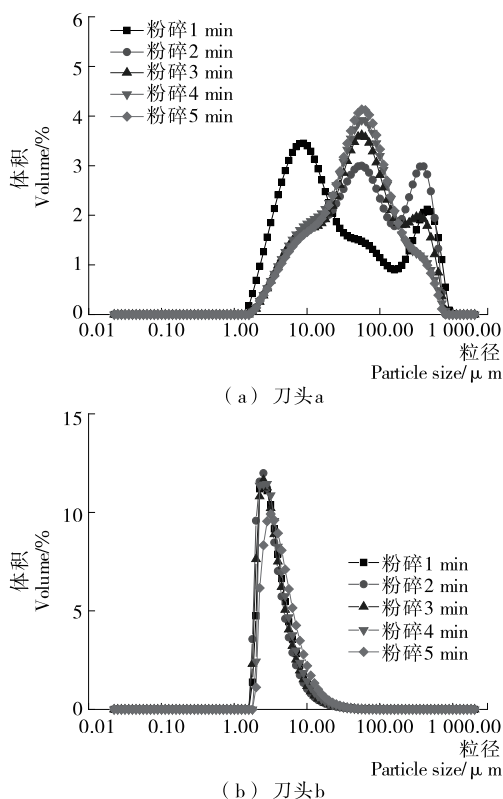 6
5
4
3
2
1
0
体积
Volume/%
粉碎1 min
粉碎2 min
粉碎3 min
粉碎4 min
粉碎5 min
0.01 0.10 1.00 10.00 100.00 1 000.00
粒径
Particle size/μ m
（a）刀头a
15
10
5
0
体积
Volume/%
粉碎1 min
粉碎2 min
粉碎3 min
粉碎4 min
粉碎5 min
0.01 0.10 1.00 10.00 100.00 1 000.00
粒径
Particle size/μ m
（b）刀头b